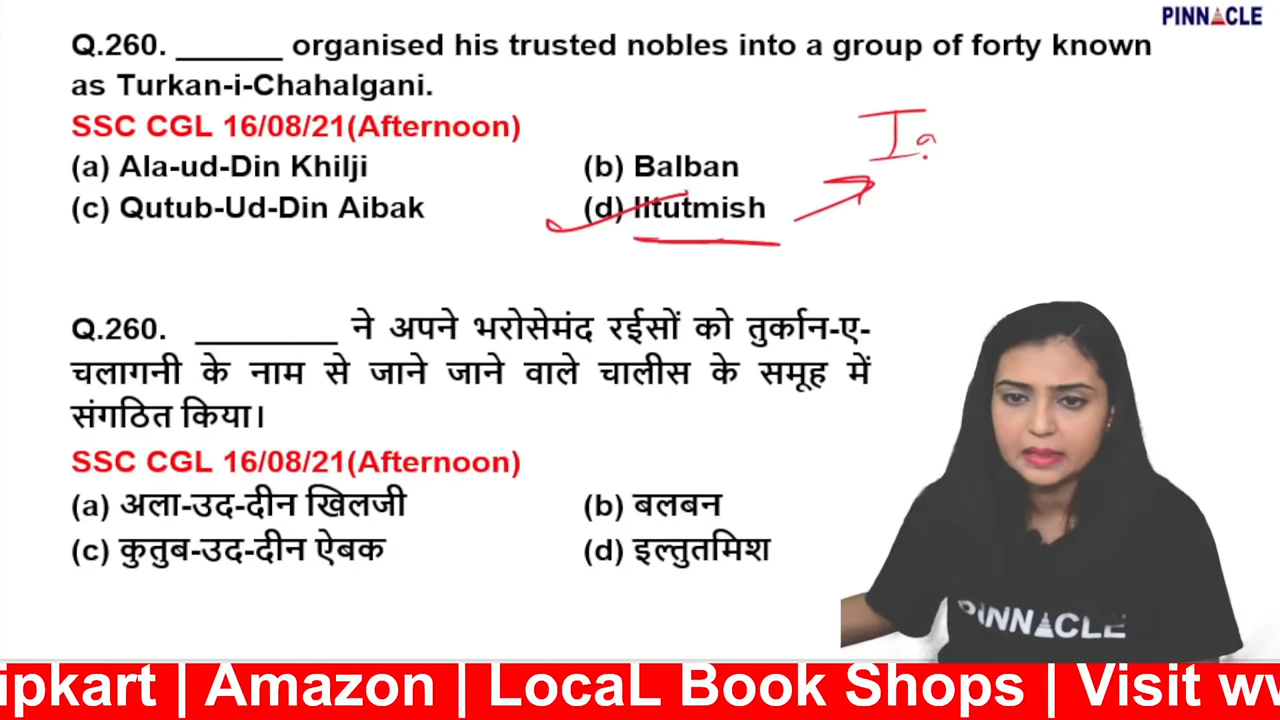 PINNACLE
Q.260. ______ organised his trusted nobles into a group of forty known
as Turkan-i-Chahalgani.
SSC CGL 16/08/21(Afternoon)
(a) Ala-ud-Din Khilji (b) Balban
(c) Qutub-Ud-Din Aibak (d) Iltutmish
Q.260. ________ ने अपने भरोसेमंद रईसों को तुर्कान-ए-
चलागनी के नाम से जाने जाने वाले चालीस के समूह में
संगठित किया।
SSC CGL 16/08/21(Afternoon)
(a) अला-उद-दीन खिलजी (b) बलबन
(c) कुतुब-उद-दीन ऐबक (d) इल्तुतमिश
PINNACLE
ipkart | Amazon | LocaL Book Shops | Visit